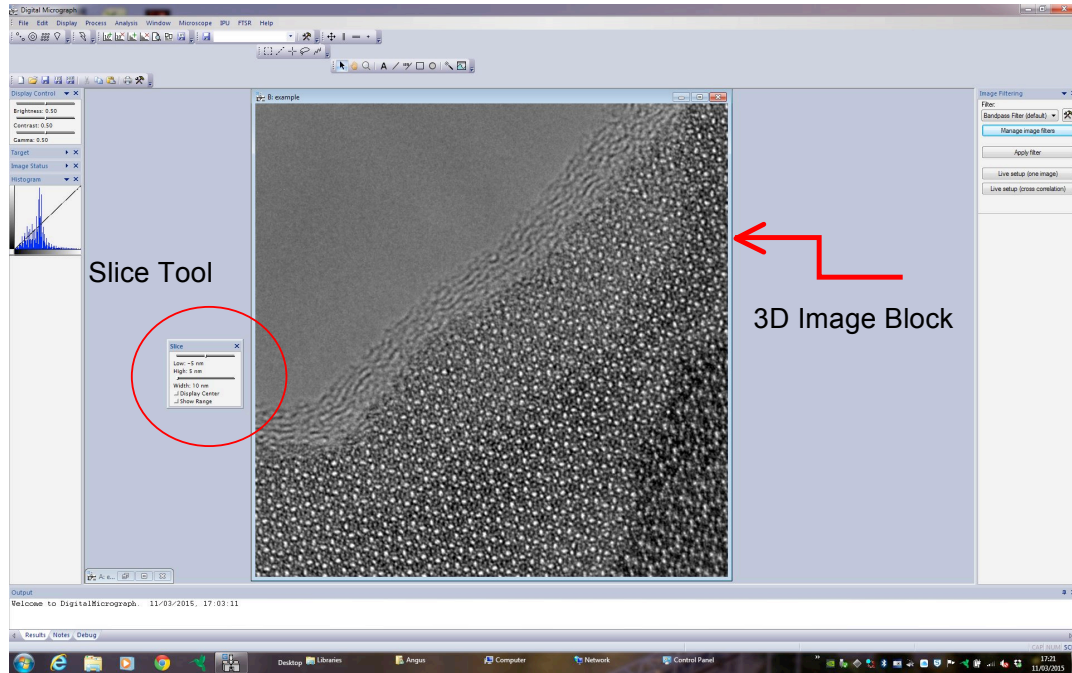 Digital Micrograph
File Edit Display Process Analysis Window Microscope IPU FTSR Help
Display Control
Brightness: 0.50
Contrast: 0.50
Gamma: 0.50
Target
Image Status
Histogram
B: example
Slice Tool
Slice
Low: -5 nm
High: 5 nm
Width: 10 nm
Display Center
Show Range
3D Image Block
Image Filtering
Filter:
Bandpass Filter (default)
Manage image filters
Apply filter
Live setup (one image)
Live setup (cross correlation)
A: e...
Output
Welcome to DigitalMicrograph. 11/03/2015, 17:03:11
Results Notes Debug
CAP NUM SC
Desktop Libraries Angus Computer Network Control Panel
17:21
11/03/2015